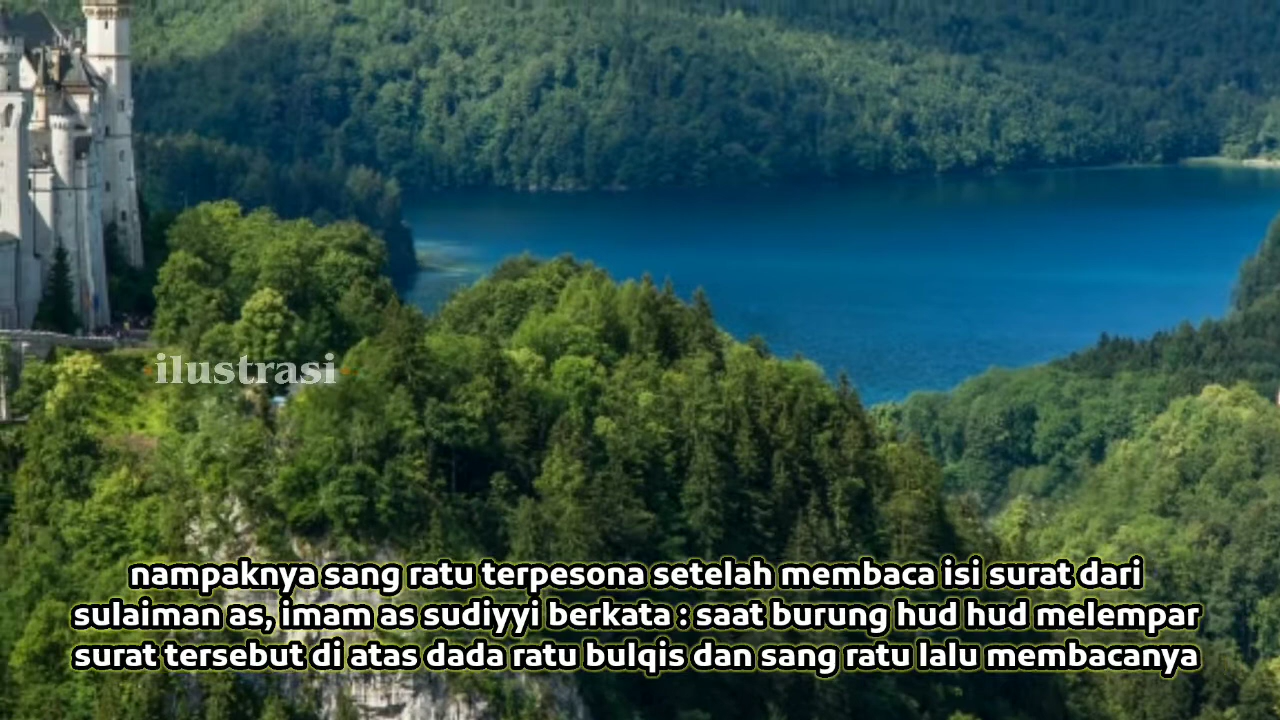 ilustrasi
nampaknya sang ratu terpesona setelah membaca isi surat dari
sulaiman as, imam as sudiyyi berkata : saat burung hud hud melempar
surat tersebut di atas dada ratu bulqis dan sang ratu lalu membacanya